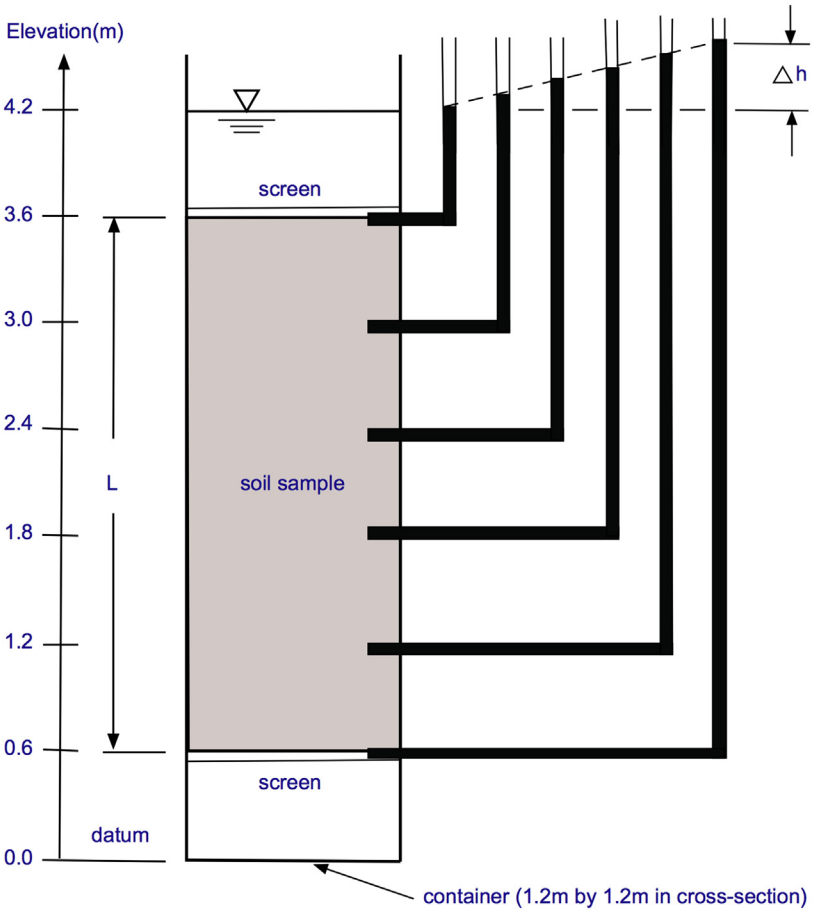 Elevation(m)
△h
4.2
screen
3.6
3.0
2.4
L
soil sample
1.8
1.2
0.6
screen
datum
0.0
container (1.2m by 1.2m in cross-section)